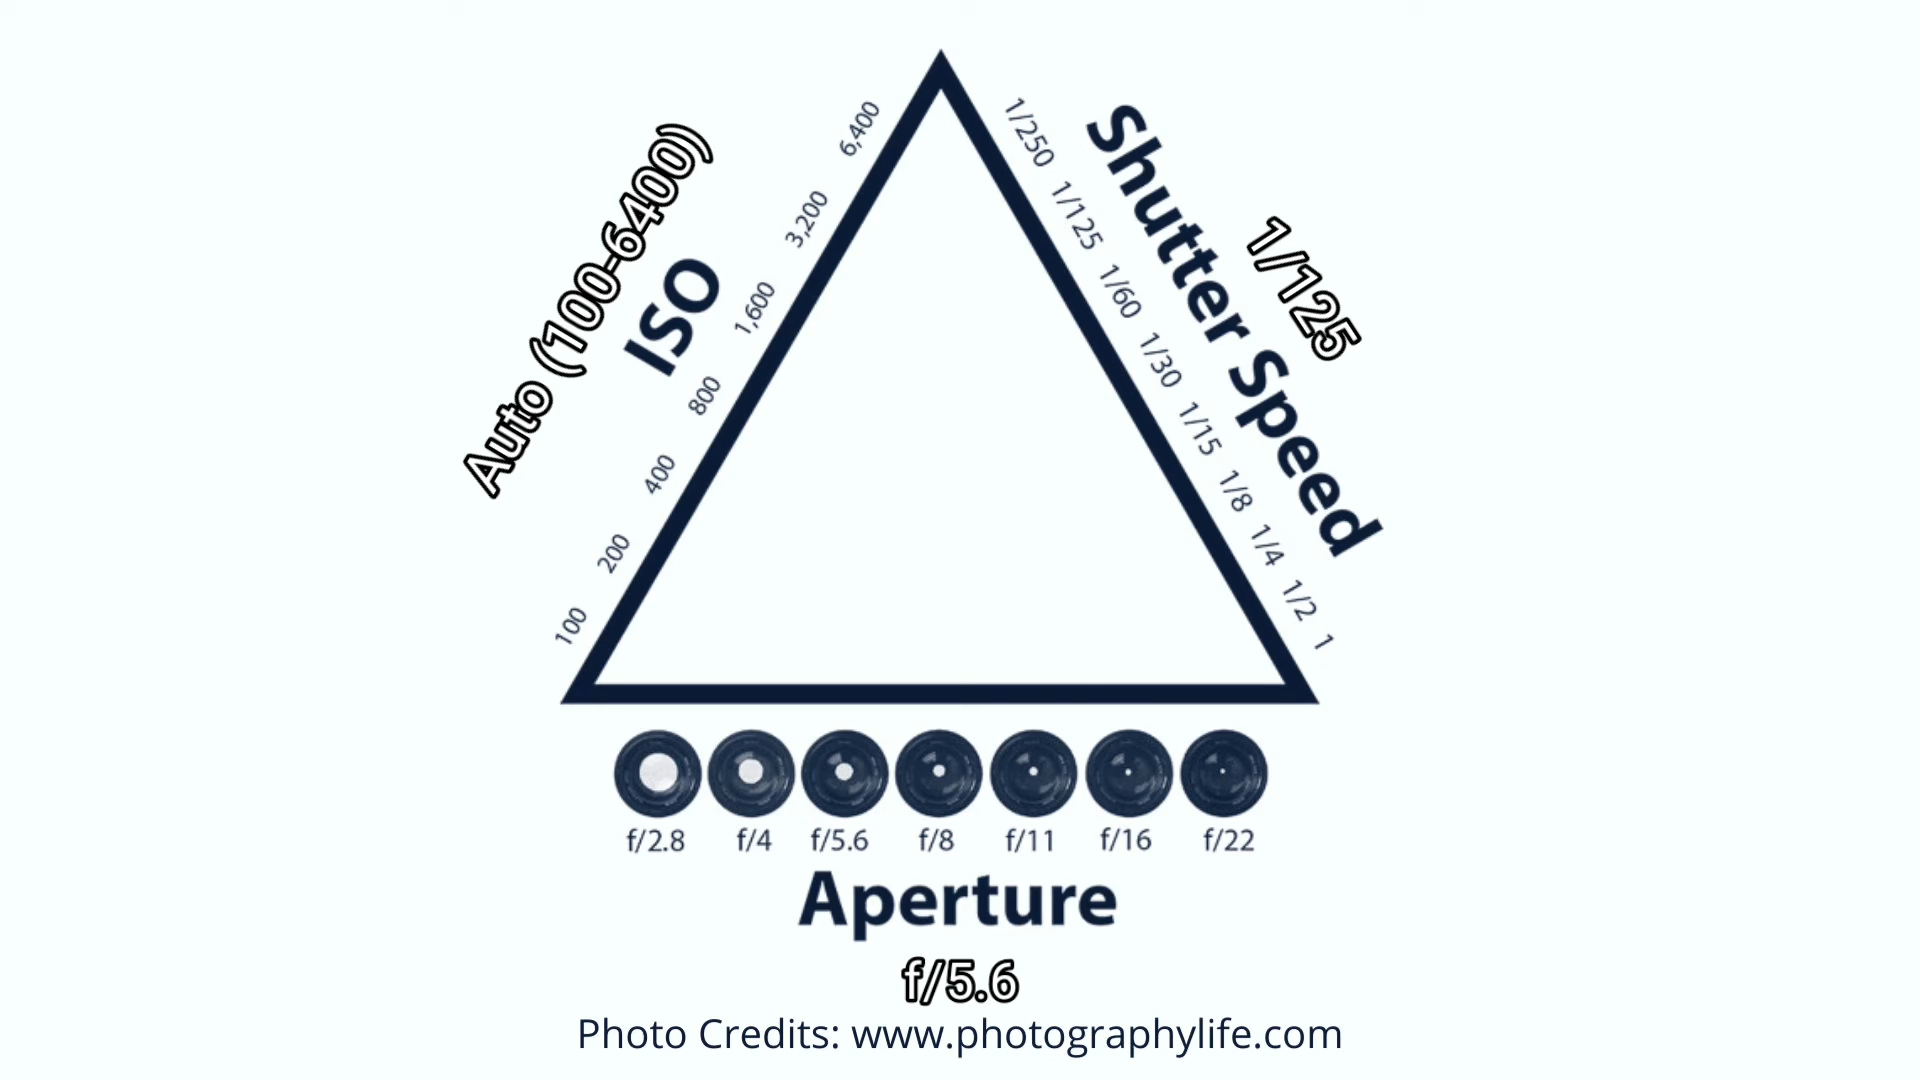 Auto (100-6400)
ISO
6,400
3,200
1,600
800
400
200
100
Shutter Speed
1/125
1/250
1/125
1/60
1/30
1/15
1/8
1/4
1/2
1
f/2.8 f/4 f/5.6 f/8 f/11 f/16 f/22
Aperture
f/5.6
Photo Credits: www.photographylife.com